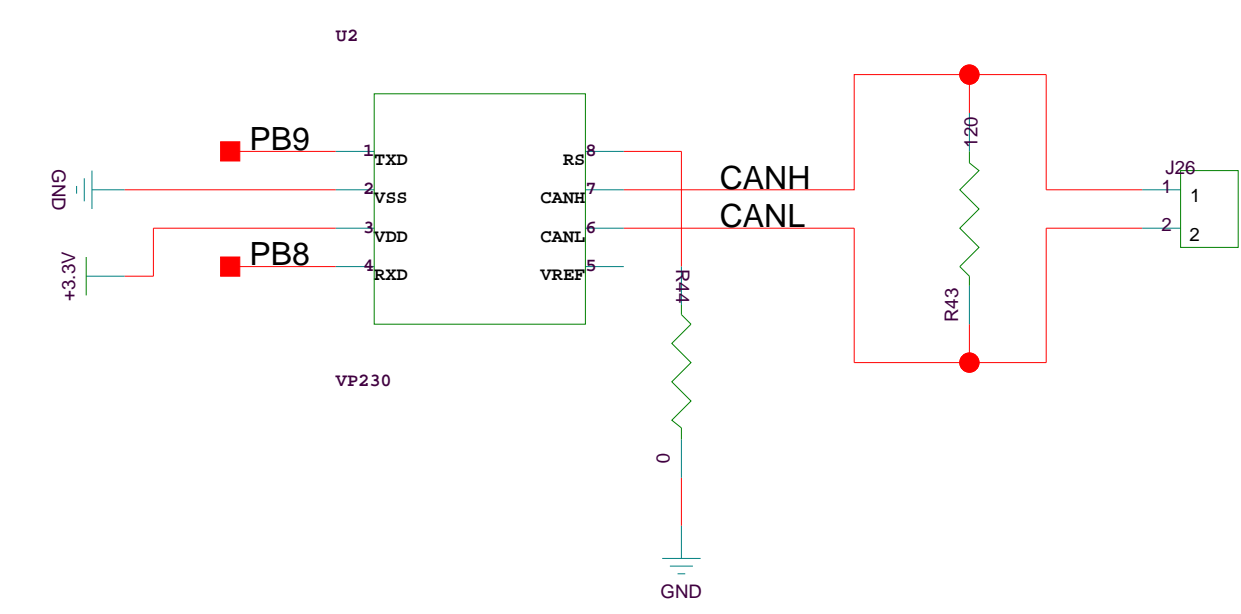 U2
PB9
1
TXD
RS
8
GND
2
VSS
CANH
7
CANH
3
VDD
CANL
6
CANL
+3.3V
PB8
4
RXD
VREF
5
R44
0
GND
120
R43
J26
1
1
2
2
VP230